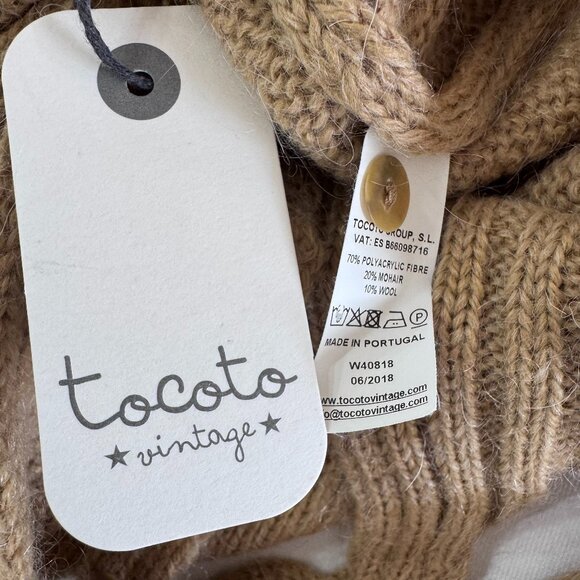 tocoto
vintage
TOCOTO GROUP, S.L.
VAT: ES B66098716
70% POLYACRYLIC FIBRE
20% MOHAIR
10% WOOL
P
MADE IN PORTUGAL
W40818
06/2018
ww.tocotovintage.com
o@tocotovintage.com